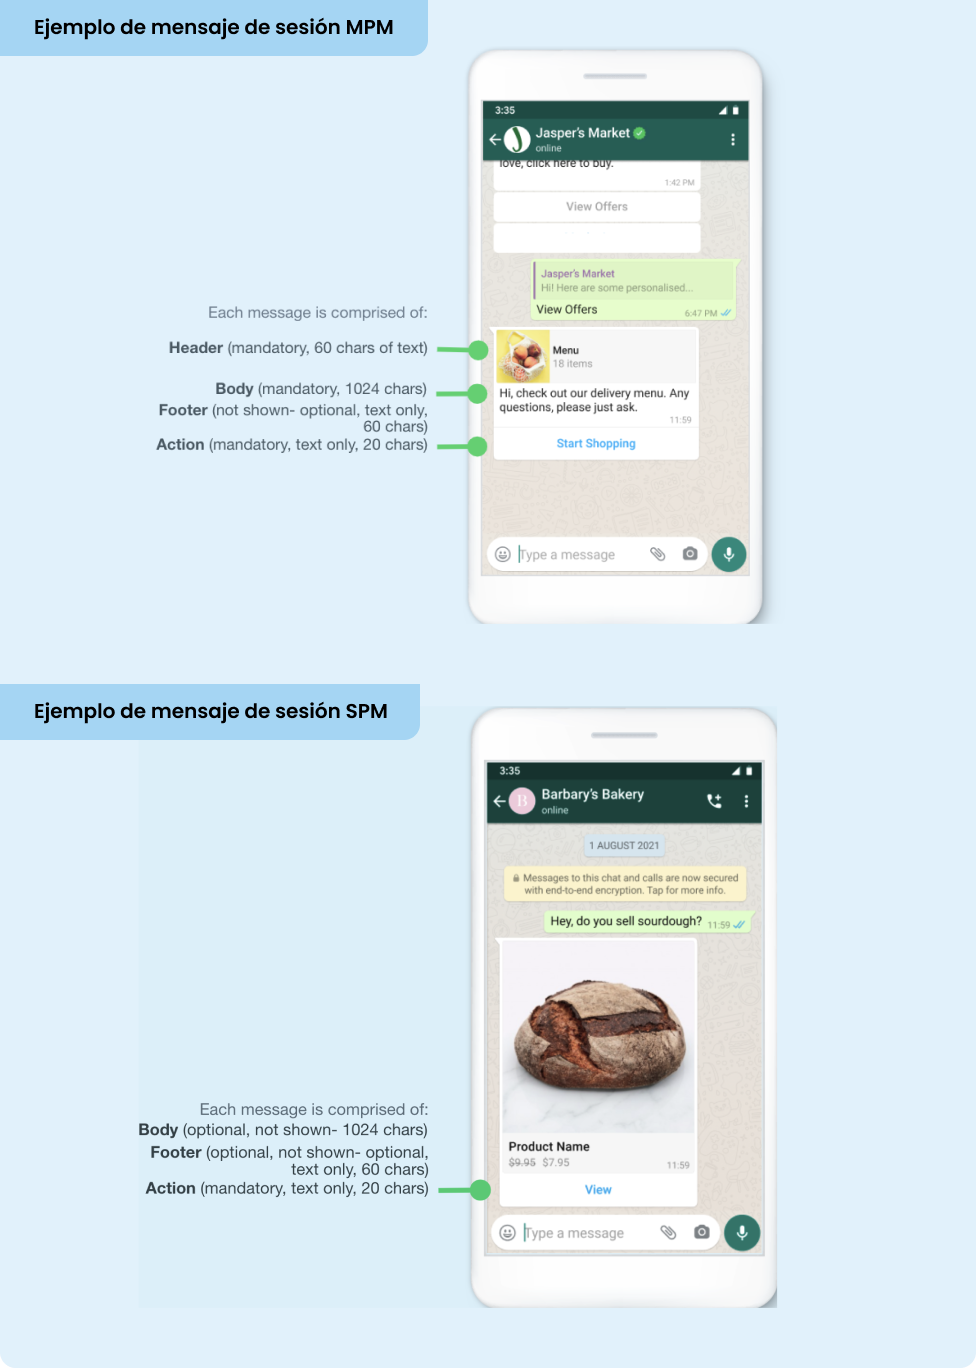 Ejemplo de mensaje de sesión MPM
3:35
Jasper's Market
online
love, click here to buy.
1:42 PM
View Offers
Jasper's Market
Hi! Here are some personalised...
View Offers
6:47 PM
Each message is comprised of:
Header (mandatory, 60 chars of text)
Body (mandatory, 1024 chars)
Footer (not shown- optional, text only,
60 chars)
Action (mandatory, text only, 20 chars)
Menu
18 items
Hi, check out our delivery menu. Any
questions, please just ask.
11:59
Start Shopping
Type a message
Ejemplo de mensaje de sesión SPM
3:35
B
Barbary's Bakery
online
1 AUGUST 2021
Messages to this chat and calls are now secured
with end-to-end encryption. Tap for more info.
Hey, do you sell sourdough? 11:59
Each message is comprised of:
Body (optional, not shown- 1024 chars)
Footer (optional, not shown- optional,
text only, 60 chars)
Action (mandatory, text only, 20 chars)
Product Name
$9.95 $7.95
11:59
View
Type a message